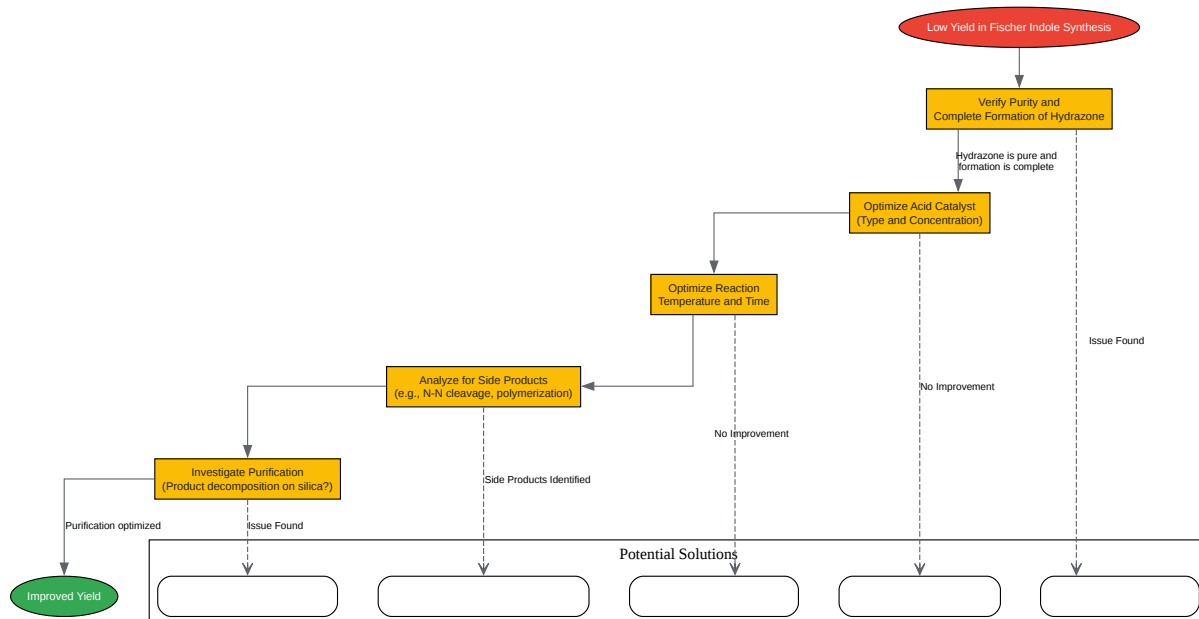 Low Yield in Fischer Indole Synthesis
Verify Purity and
Complete Formation of Hydrazone
Hydrazone is pure and
formation is complete
Optimize Acid Catalyst
(Type and Concentration)
Optimize Reaction
Temperature and Time
Issue Found
Analyze for Side Products
(e.g., N-N cleavage, polymerization)
No Improvement
No Improvement
Investigate Purification
(Product decomposition on silica?)
Side Products Identified
Purification optimized
Issue Found
Potential Solutions
Improved Yield